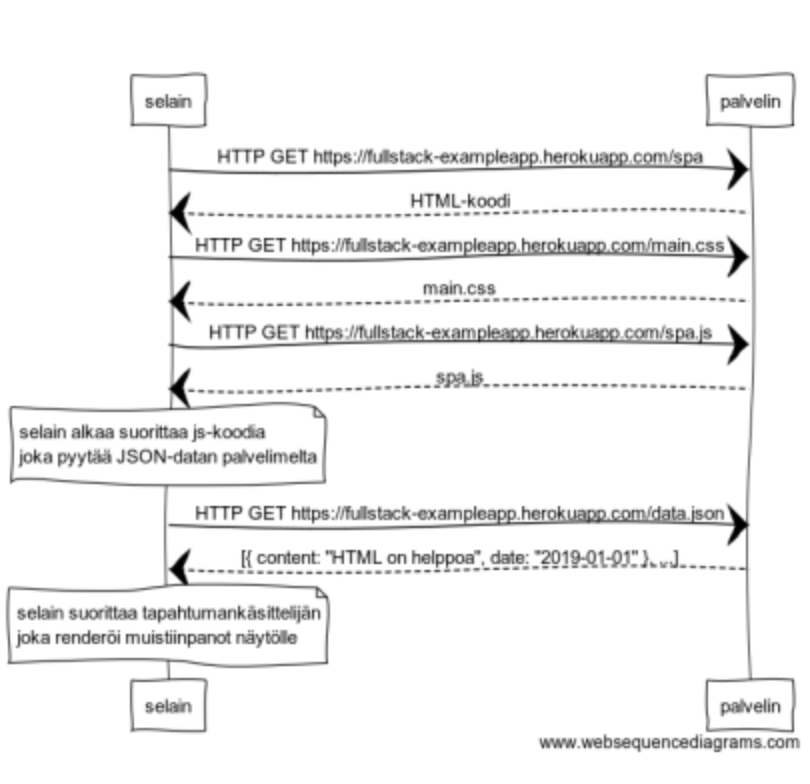 selain palvelin
HTTP GET https://fullstack-exampleapp.herokuapp.com/spa
HTML-koodi
HTTP GET https://fullstack-exampleapp.herokuapp.com/main.css
main.css
HTTP GET https://fullstack-exampleapp.herokuapp.com/spa.js
spa.js
selain alkaa suorittaa js-koodia
joka pyytää JSON-datan palvelimelta
HTTP GET https://fullstack-exampleapp.herokuapp.com/data.json
[{ content: "HTML on helppoa", date: "2019-01-01" }, ...]
selain suorittaa tapahtumankäsittelijän
joka renderöi muistiinpanot näytölle
selain palvelin
www.websequencediagrams.com